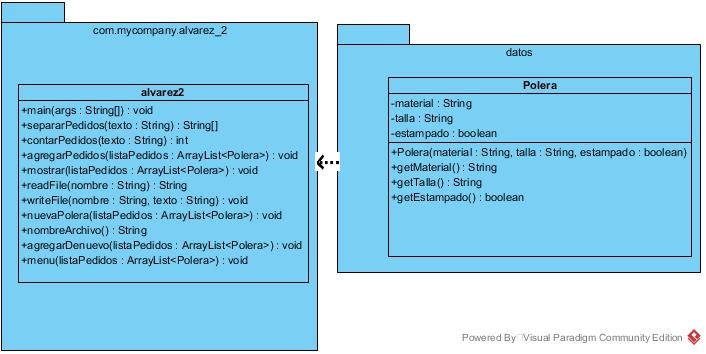 com.mycompany.alvarez_2
alvarez2
+main(args : String[]) : void
+separarPedidos(texto : String) : String[]
+contarPedidos(texto : String) : int
+agregarPedidos(listaPedidos : ArrayList<Polera>) : void
+mostrar(listaPedidos : ArrayList<Polera>) : void
+readFile(nombre : String) : String
+writeFile(nombre : String, texto : String) : void
+nuevaPolera(listaPedidos : ArrayList<Polera>) : void
+nombreArchivo() : String
+agregarDenuevo(listaPedidos : ArrayList<Polera>) : void
+menu(listaPedidos : ArrayList<Polera>) : void
datos
Polera
-material : String
-talla : String
-estampado : boolean
+Polera(material : String, talla : String, estampado : boolean)
+getMaterial() : String
+getTalla() : String
+getEstampado() : boolean
Powered By Visual Paradigm Community Edition